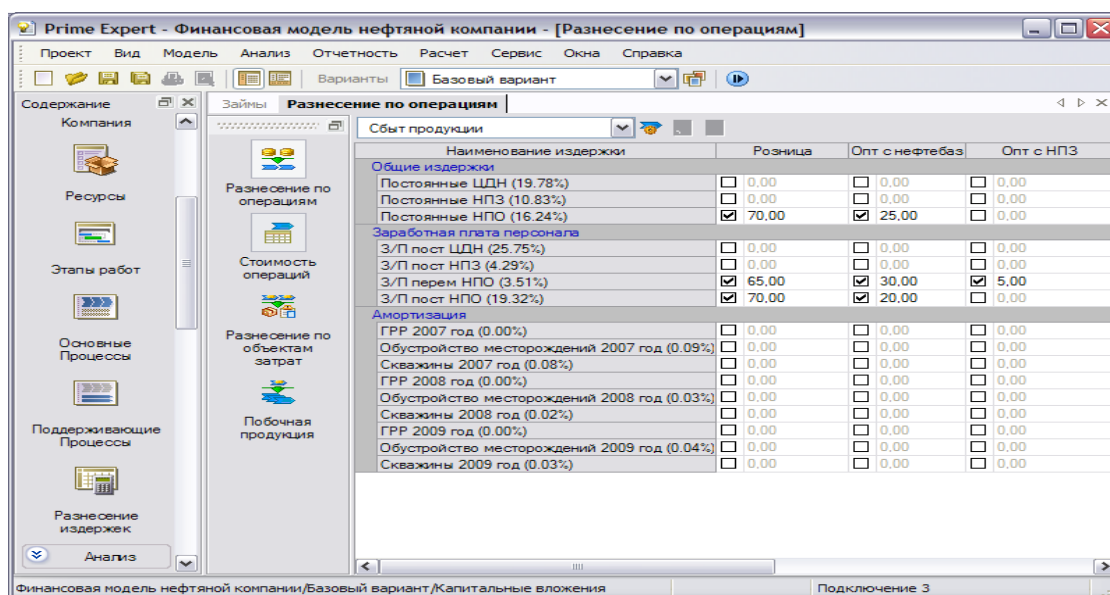 Prime Expert - Финансовая модель нефтяной компании - [Разнесение по операциям]
Проект Вид Модель Анализ Отчетность Расчет Сервис Окна Справка
Варианты Базовый вариант
Содержание
Компания
Ресурсы
Этапы работ
Основные
Процессы
Поддерживающие
Процессы
Разнесение
издержек
Анализ
Займы Разнесение по операциям
Разнесение по
операциям
Стоимость
операций
Разнесение по
объектам
затрат
Побочная
продукция
Сбыт продукции
Наименование издержки Розница Опт с нефтебаз Опт с НПЗ
Общие издержки
Постоянные ЦДН (19.78%) 0,00 0,00 0,00
Постоянные НПЗ (10.83%) 0,00 0,00 0,00
Постоянные НПО (16.24%) 70,00 25,00 0,00
Заработная плата персонала
З/П пост ЦДН (25.75%) 0,00 0,00 0,00
З/П пост НПЗ (4.29%) 0,00 0,00 0,00
З/П перем НПО (3.51%) 65,00 30,00 5,00
З/П пост НПО (19.32%) 70,00 20,00 0,00
Амортизация
ГРР 2007 год (0.00%) 0,00 0,00 0,00
Обустройство месторождений 2007 год (0.09%) 0,00 0,00 0,00
Скважины 2007 год (0.08%) 0,00 0,00 0,00
ГРР 2008 год (0.00%) 0,00 0,00 0,00
Обустройство месторождений 2008 год (0.03%) 0,00 0,00 0,00
Скважины 2008 год (0.02%) 0,00 0,00 0,00
ГРР 2009 год (0.00%) 0,00 0,00 0,00
Обустройство месторождений 2009 год (0.04%) 0,00 0,00 0,00
Скважины 2009 год (0.03%) 0,00 0,00 0,00
Финансовая модель нефтяной компании/Базовый вариант/Капитальные вложения Подключение 3